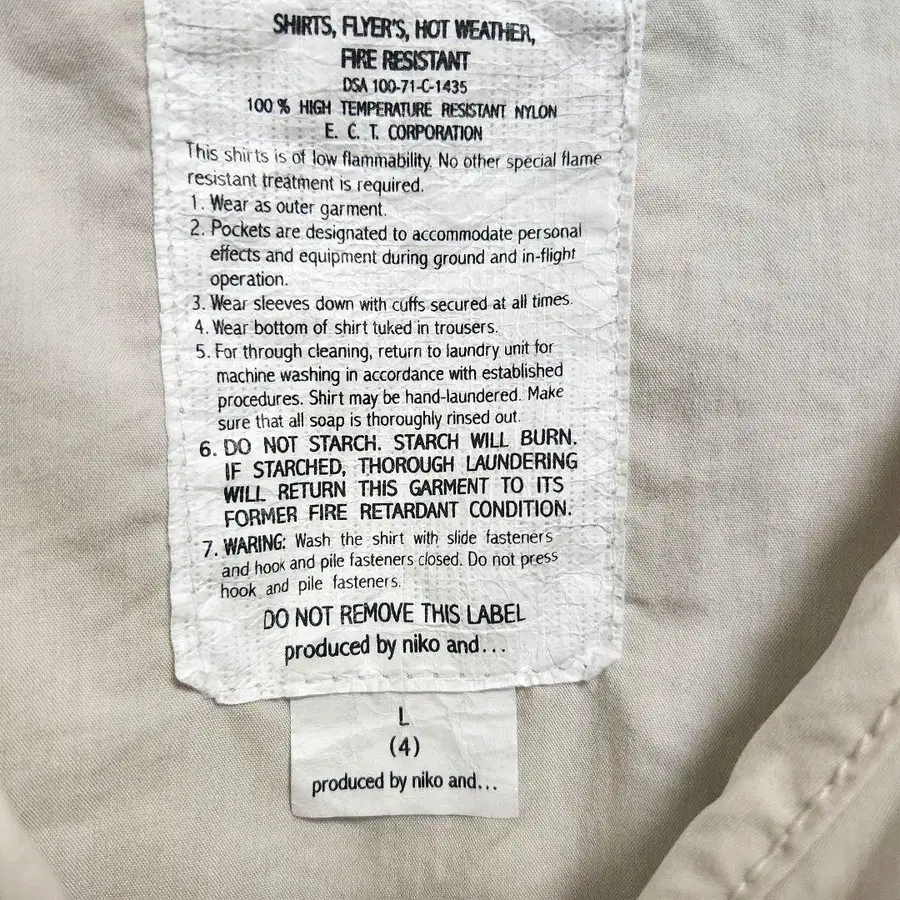 SHIRTS, FLYER'S, HOT WEATHER,
FIRE RESISTANT
DSA 100-71-C-1435
100 % HIGH TEMPERATURE RESISTANT NYLON
E. C. T. CORPORATION
This shirts is of low flammability. No other special flame
resistant treatment is required.
1. Wear as outer garment.
2. Pockets are designated to accommodate personal
effects and equipment during ground and in-flight
operation.
3. Wear sleeves down with cuffs secured at all times.
4. Wear bottom of shirt tuked in trousers.
5. For through cleaning, return to laundry unit for
machine washing in accordance with established
procedures. Shirt may be hand-laundered. Make
sure that all soap is thoroughly rinsed out.
6. DO NOT STARCH. STARCH WILL BURN.
IF STARCHED, THOROUGH LAUNDERING
WILL RETURN THIS GARMENT TO ITS
FORMER FIRE RETARDANT CONDITION.
7. WARING: Wash the shirt with slide fasteners
and hook and pile fasteners closed. Do not press
hook and pile fasteners.
DO NOT REMOVE THIS LABEL
produced by niko and...
L
(4)
produced by niko and...